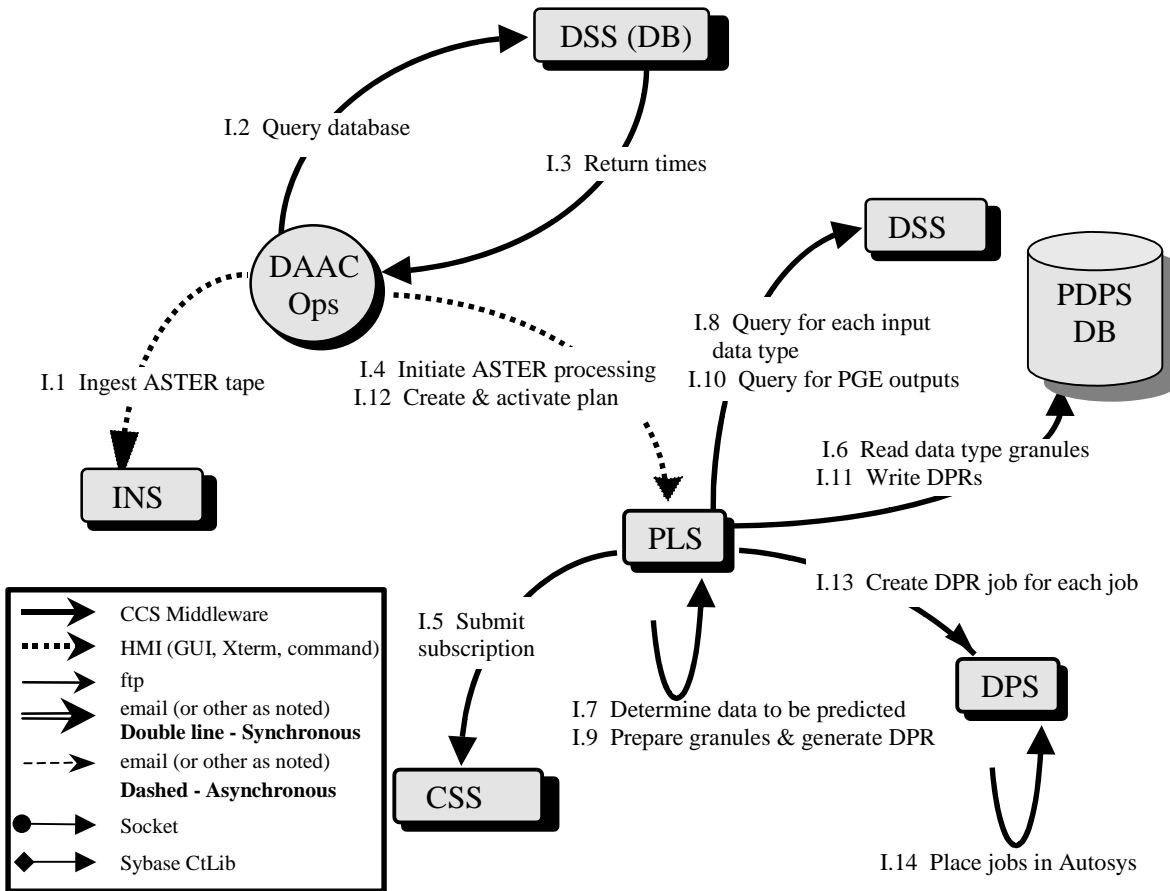 DSS (DB)
I.2 Query database
I.3 Return times
DSS
DAAC
Ops
PDPS
DB
I.8 Query for each input
data type
I.10 Query for PGE outputs
I.1 Ingest ASTER tape
I.4 Initiate ASTER processing
I.12 Create & activate plan
I.6 Read data type granules
I.11 Write DPRs
INS
PLS
I.13 Create DPR job for each job
I.5 Submit
subscription
DPS
I.7 Determine data to be predicted
I.9 Prepare granules & generate DPR
CSS
I.14 Place jobs in Autosys
CCS Middleware
HMI (GUI, Xterm, command)
ftp
email (or other as noted)
Double line - Synchronous
email (or other as noted)
Dashed - Asynchronous
Socket
Sybase CtLib